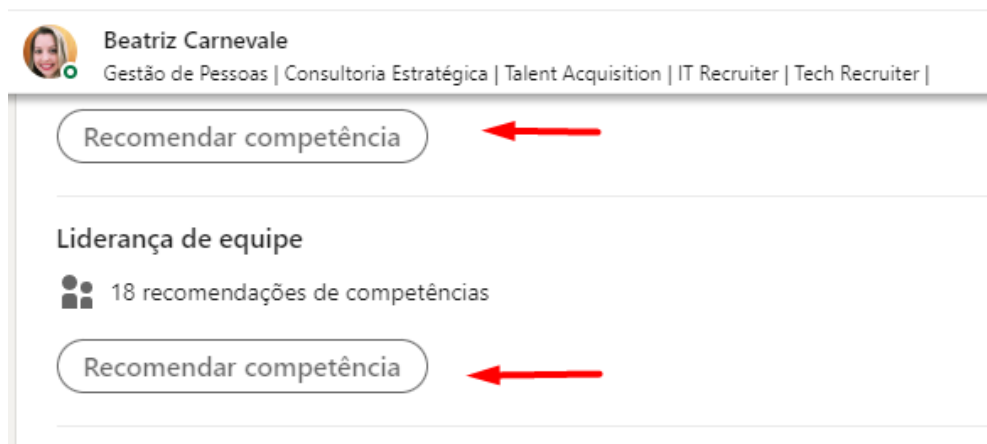 Beatriz Carnevale
Gestão de Pessoas | Consultoria Estratégica | Talent Acquisition | IT Recruiter | Tech Recruiter |
Recomendar competência
Liderança de equipe
18 recomendações de competências
Recomendar competência